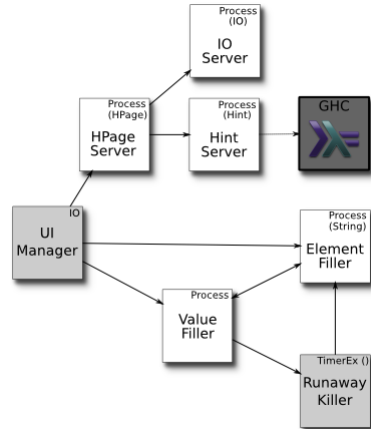 Process
(IO)
IO
Server
Process
(HPage)
HPage
Server
Process
(Hint)
Hint
Server
GHC
IO
UI
Manager
Process
(String)
Element
Filler
Process
Value
Filler
TimerEx ()
Runaway
Killer